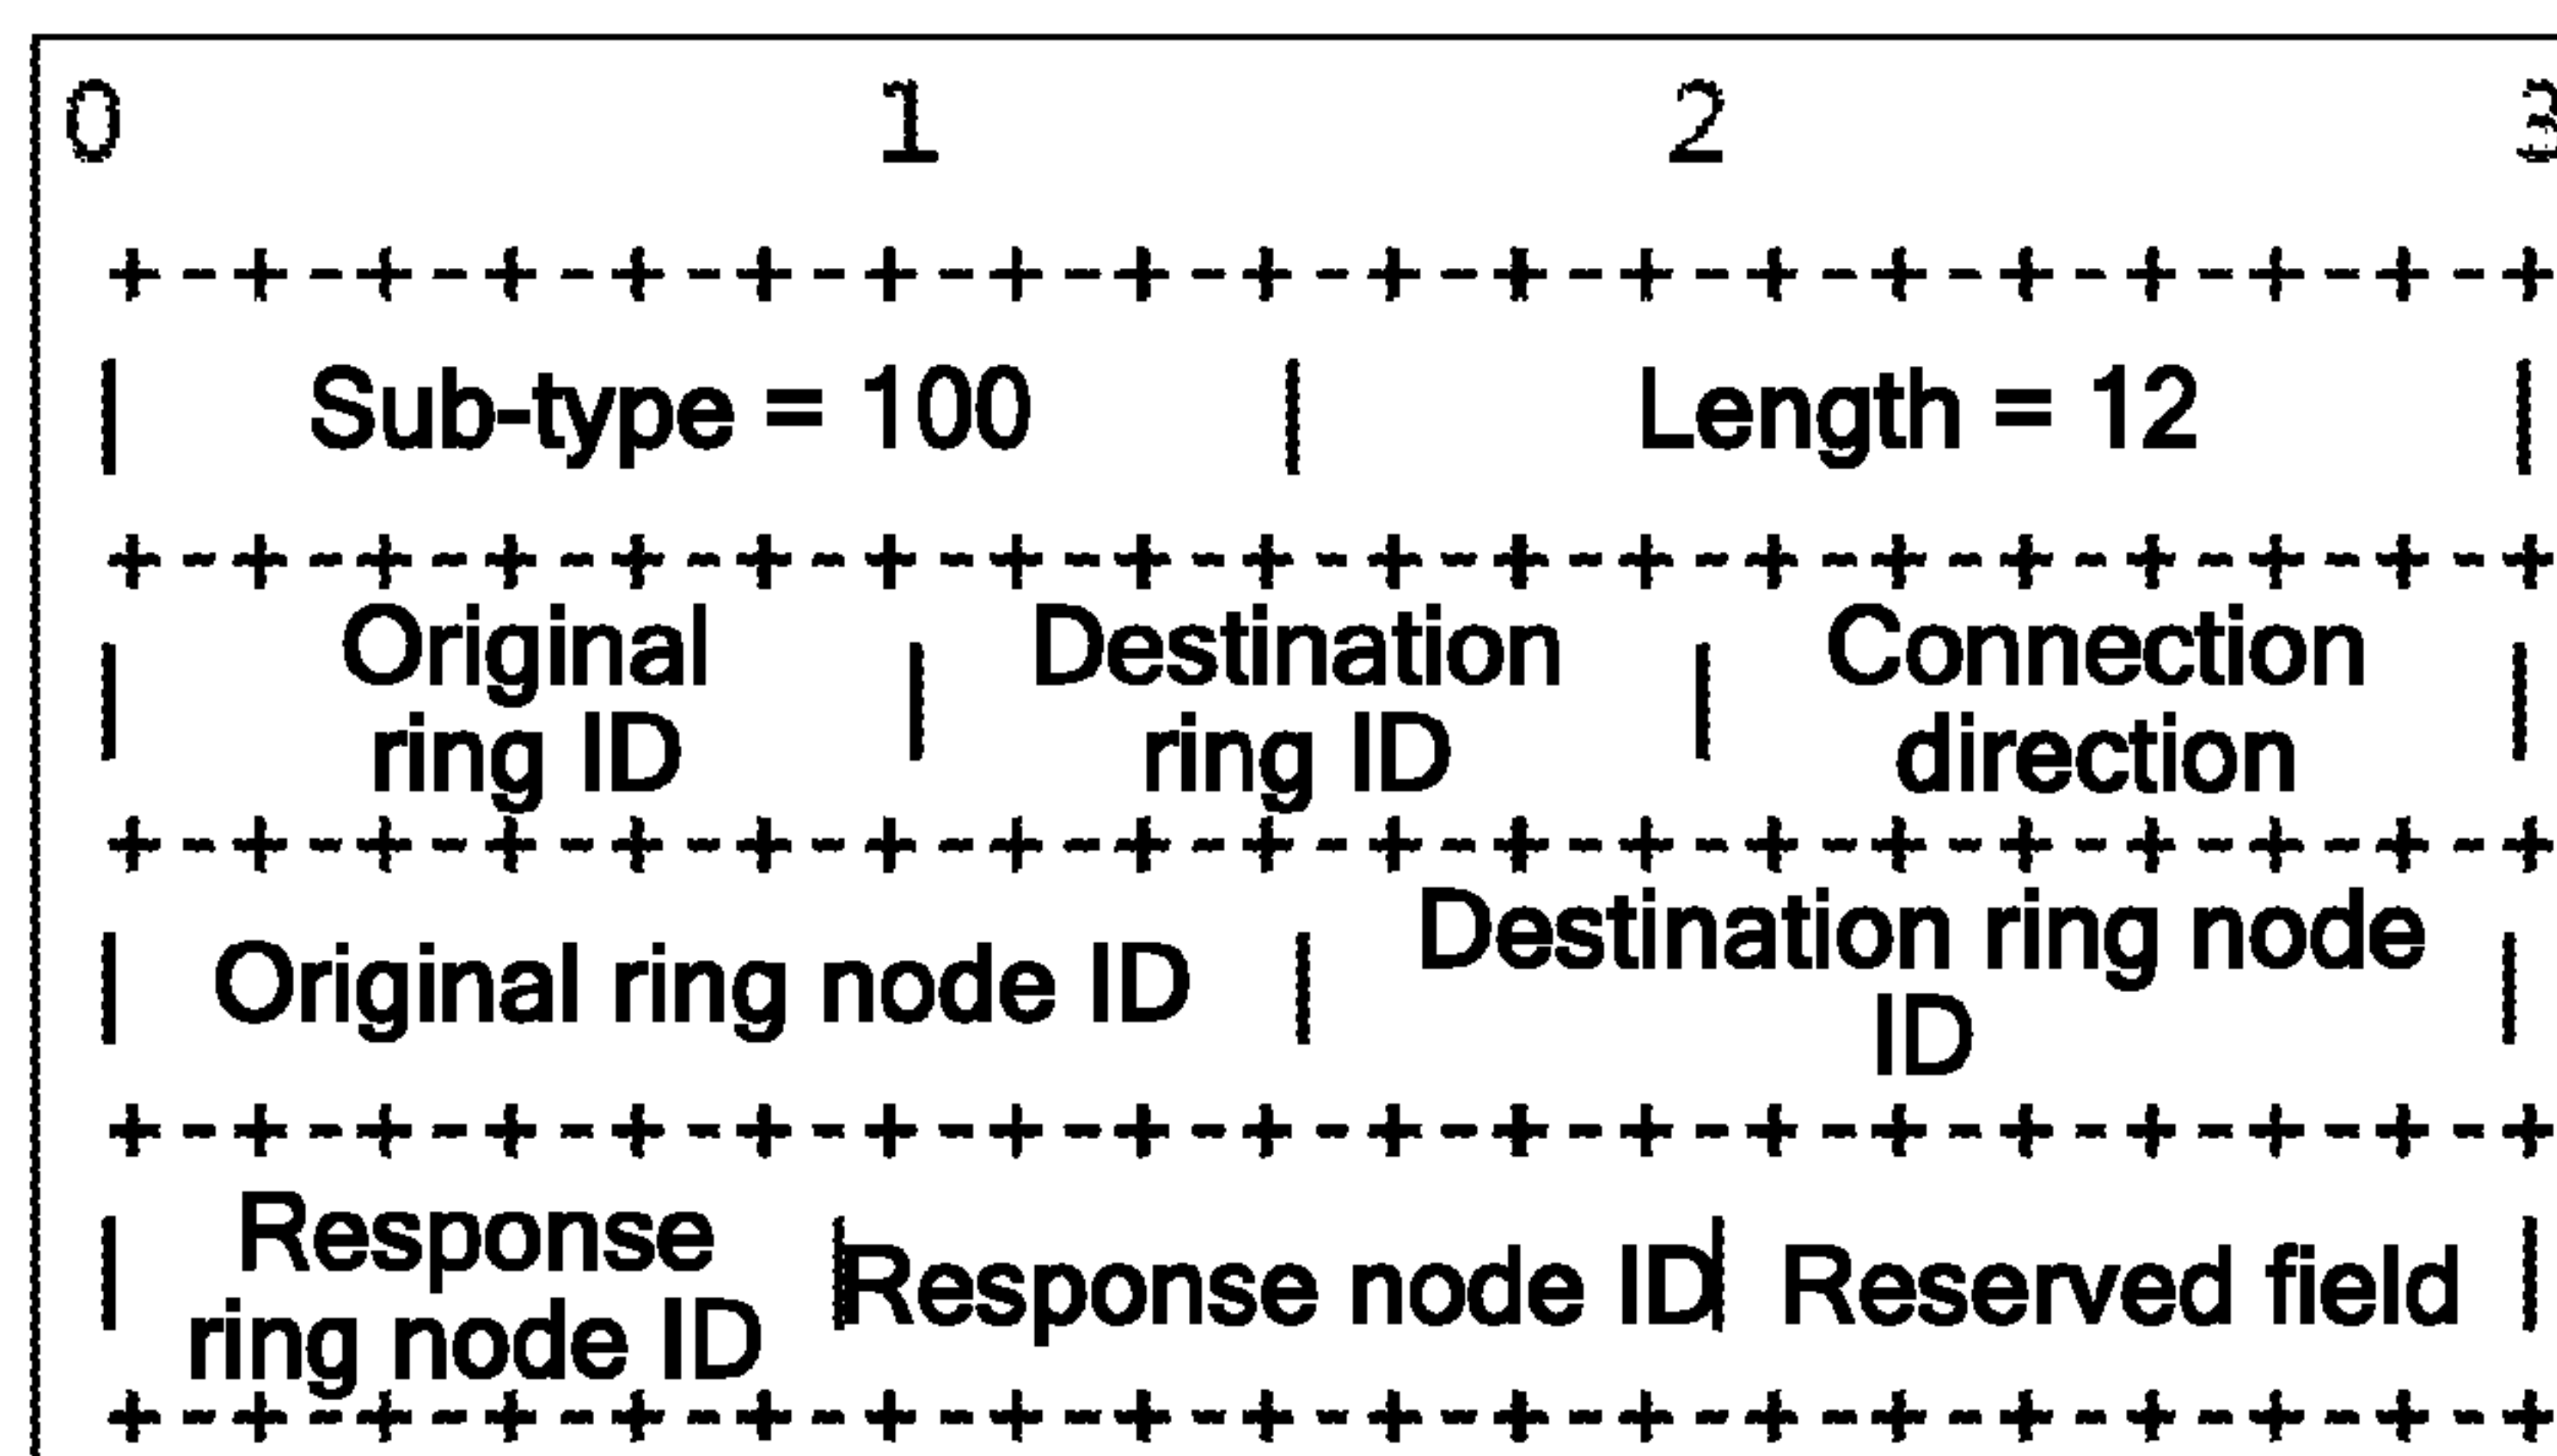 0 1 2 3
+-+-+-+-+-+-+-+-+-+-+-+-+-+-+-+-+-+-+-+
| Sub-type = 100 | Length = 12 |
+-+-+-+-+-+-+-+-+-+-+-+-+-+-+-+-+-+-+-+
| Original | Destination | Connection |
ring ID ring ID direction
+-+-+-+-+-+-+-+-+-+-+-+-+-+-+-+-+-+-+-+
| Original ring node ID | Destination ring node |
ID
+-+-+-+-+-+-+-+-+-+-+-+-+-+-+-+-+-+-+-+
| Response | Response node ID | Reserved field |
ring node ID
+-+-+-+-+-+-+-+-+-+-+-+-+-+-+-+-+-+-+-+